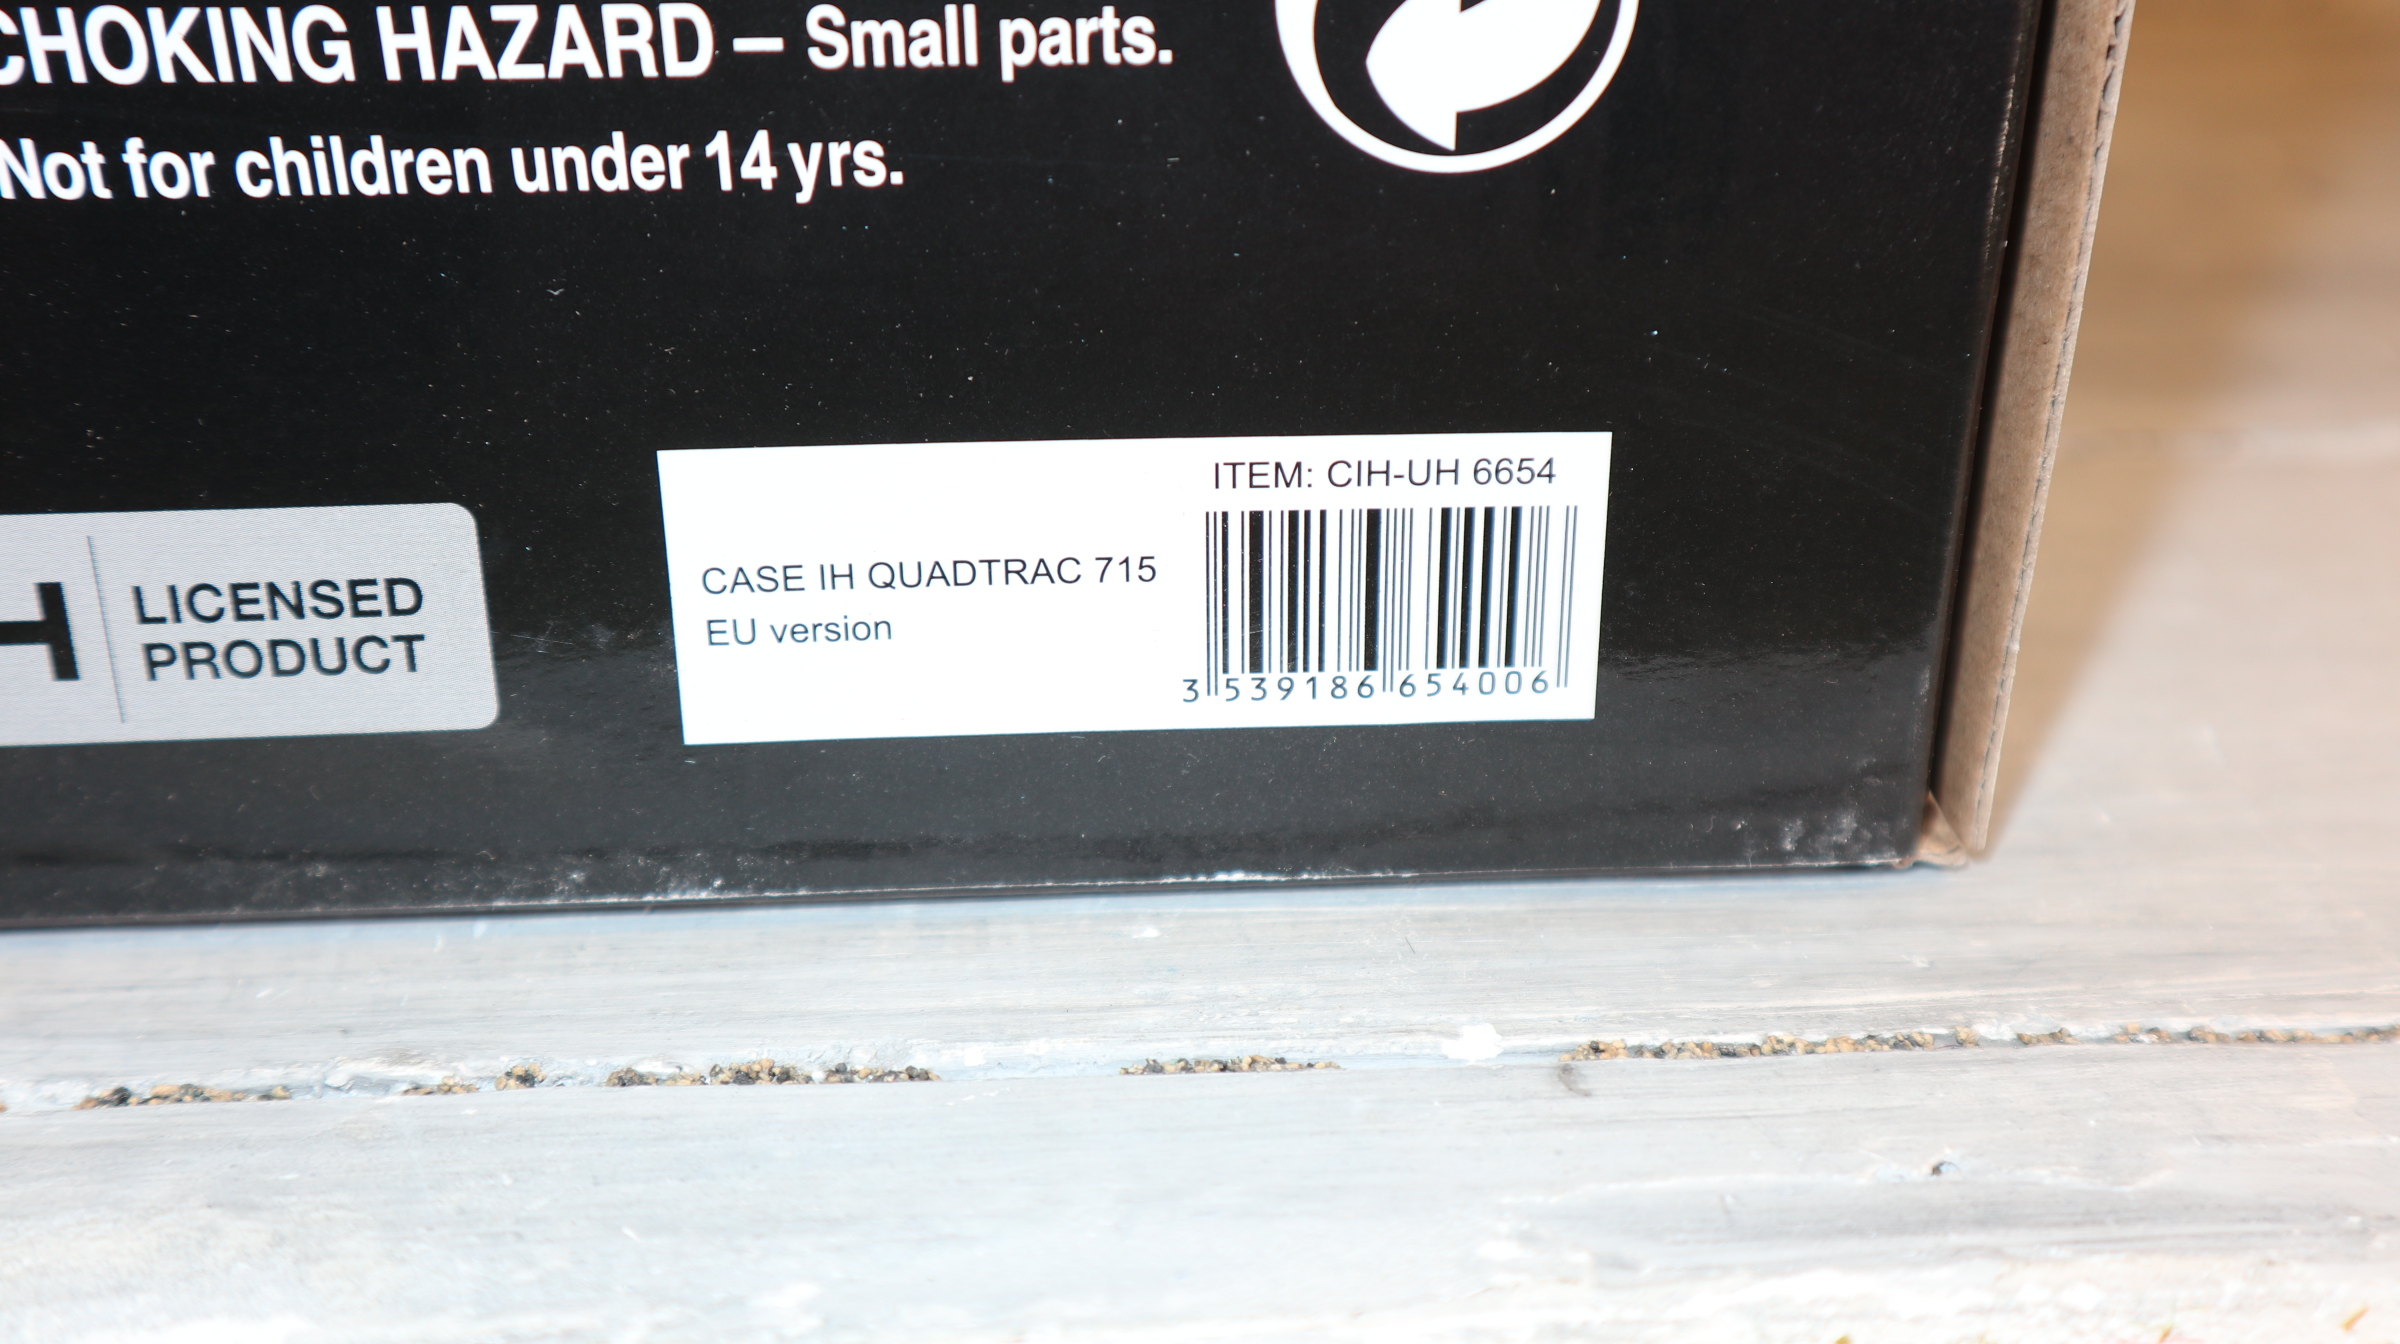 CHOKING HAZARD – Small parts.
Not for children under 14 yrs.
H
LICENSED
PRODUCT
ITEM: CIH-UH 6654
CASE IH QUADTRAC 715
EU version
3 539186 654006